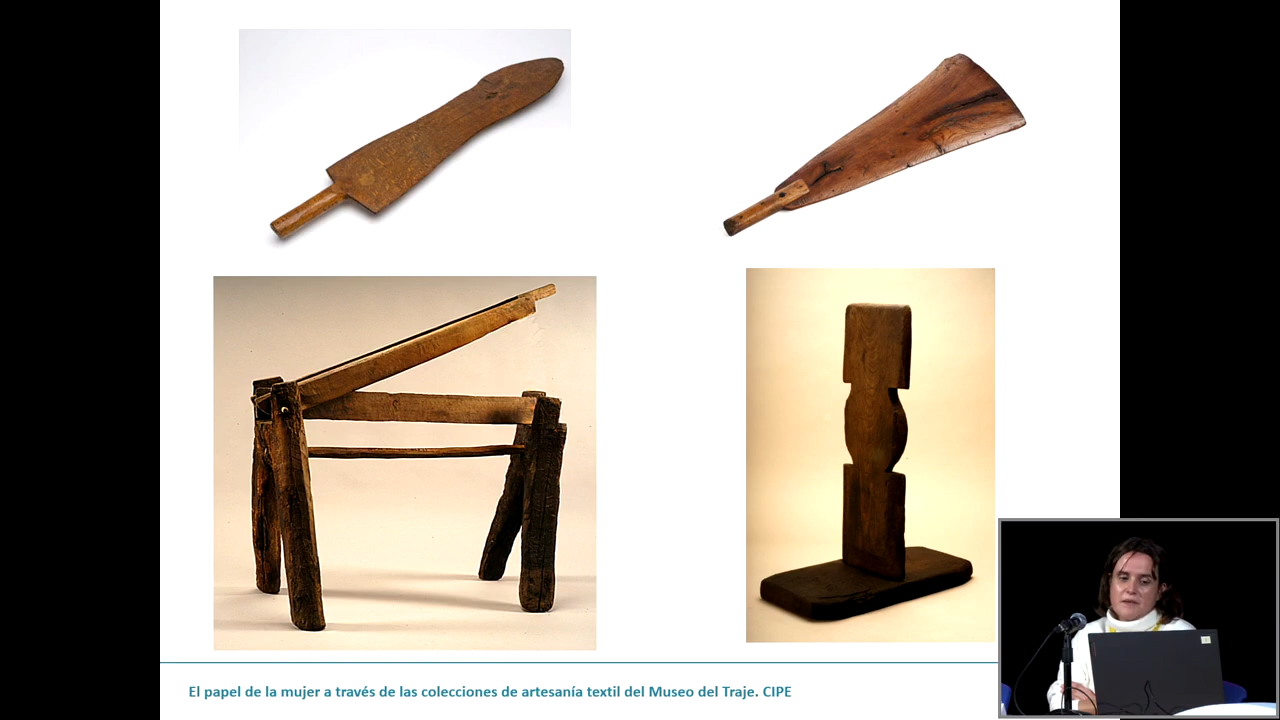 El papel de la mujer a través de las colecciones de artesanía textil del Museo del Traje. CIPE